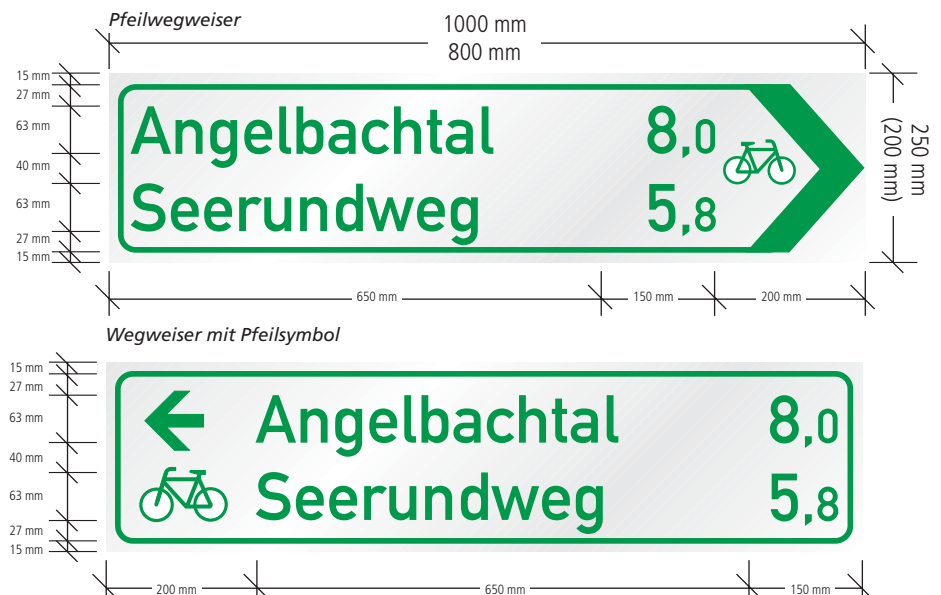 Pfeilwegweiser
1000 mm
800 mm
15 mm
27 mm
63 mm
40 mm
63 mm
27 mm
15 mm
Angelbachtal 8,0
Seerundweg 5,8
250 mm
(200 mm)
650 mm 150 mm 200 mm
Wegweiser mit Pfeilsymbol
15 mm
27 mm
63 mm
40 mm
63 mm
27 mm
15 mm
Angelbachtal 8,0
Seerundweg 5,8
200 mm 650 mm 150 mm